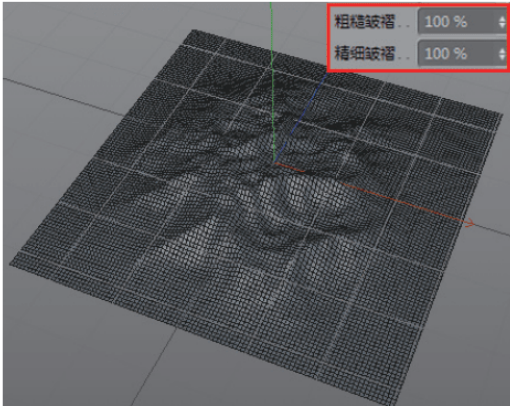 粗糙皱褶 . . 100 %
精细皱褶 . . 100 %